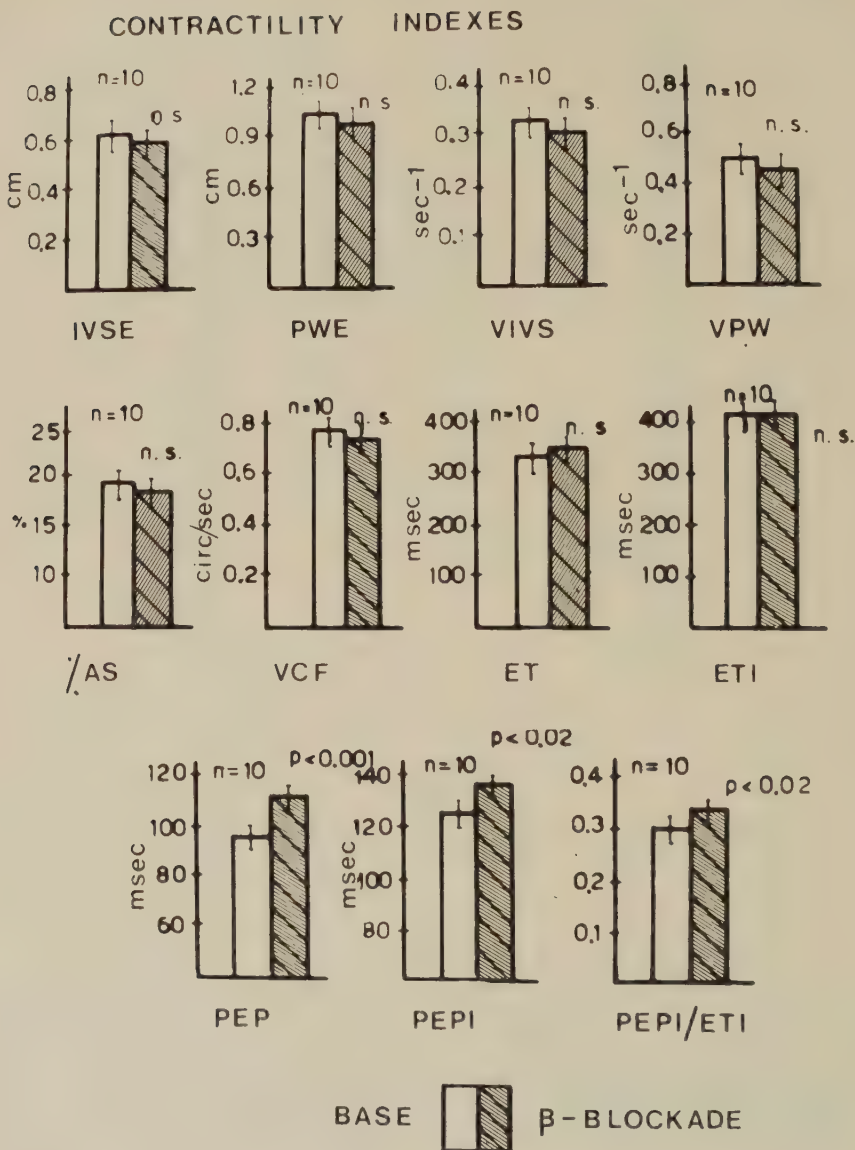 CONTRACTILITY INDEXES
0.8
0.6
0.4
0.2
cm
n=10
n s
IVSE
1.2
0.9
0.6
0.3
cm
n=10
n s
PWE
0.4
0.3
0.2
0.1
sec-1
n=10
n s.
VIVS
0.8
0.6
0.4
0.2
sec-1
n=10
n. s.
VPW
25
20
15
10
%
n=10
n. s.
%AS
0.8
0.6
0.4
0.2
circ/sec
n=10
n. s.
VCF
400
300
200
100
msec
n=10
n. s
ET
400
300
200
100
msec
n=10
n. s.
ETI
120
100
80
60
msec
n=10
p<0.001
PEP
140
120
100
80
msec
n=10
p<0.02
PEPI
0.4
0.3
0.2
0.1
n=10
p<0.02
PEPI/ETI
BASE
β-BLOCKADE